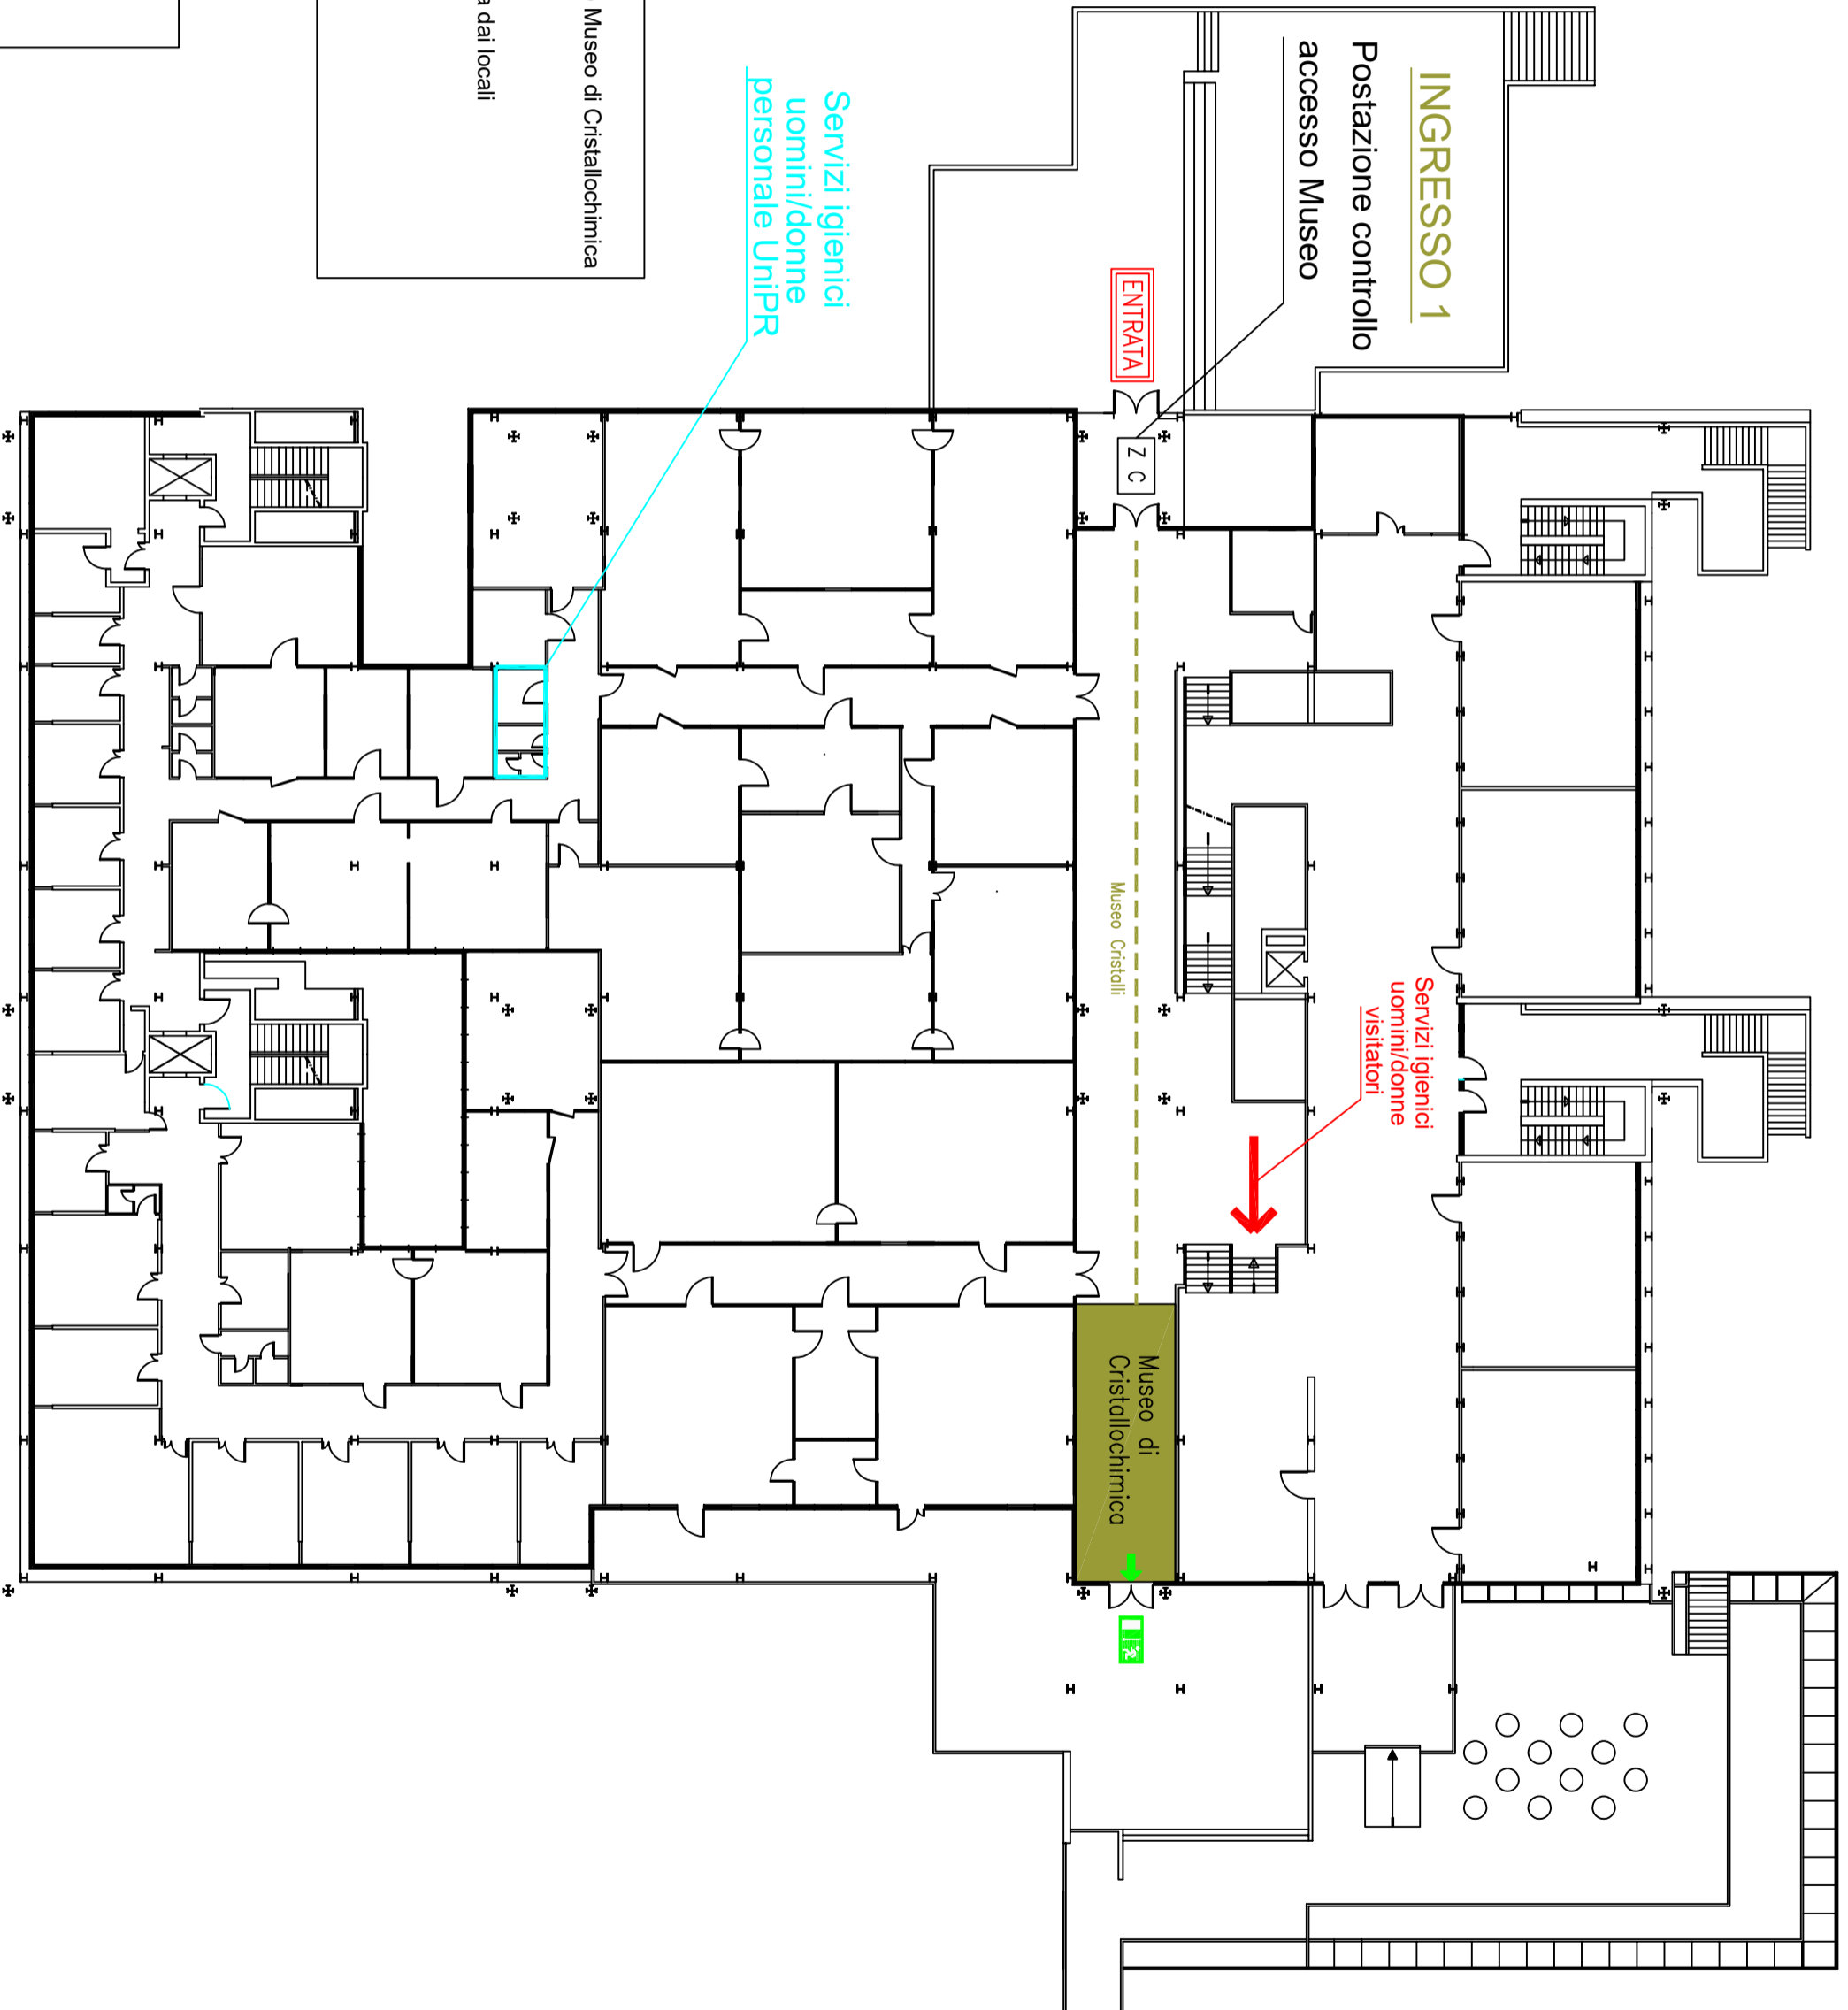 INGRESSO 1
Postazione controllo
accesso Museo
ENTRATA
Z C
Servizi igienici
uomini/donne
personale UniPR
Museo di Cristallochimica
a dai locali
Servizi igienici
uomini/donne
visitatori
Museo Cristalli
Museo di
Cristallochimica